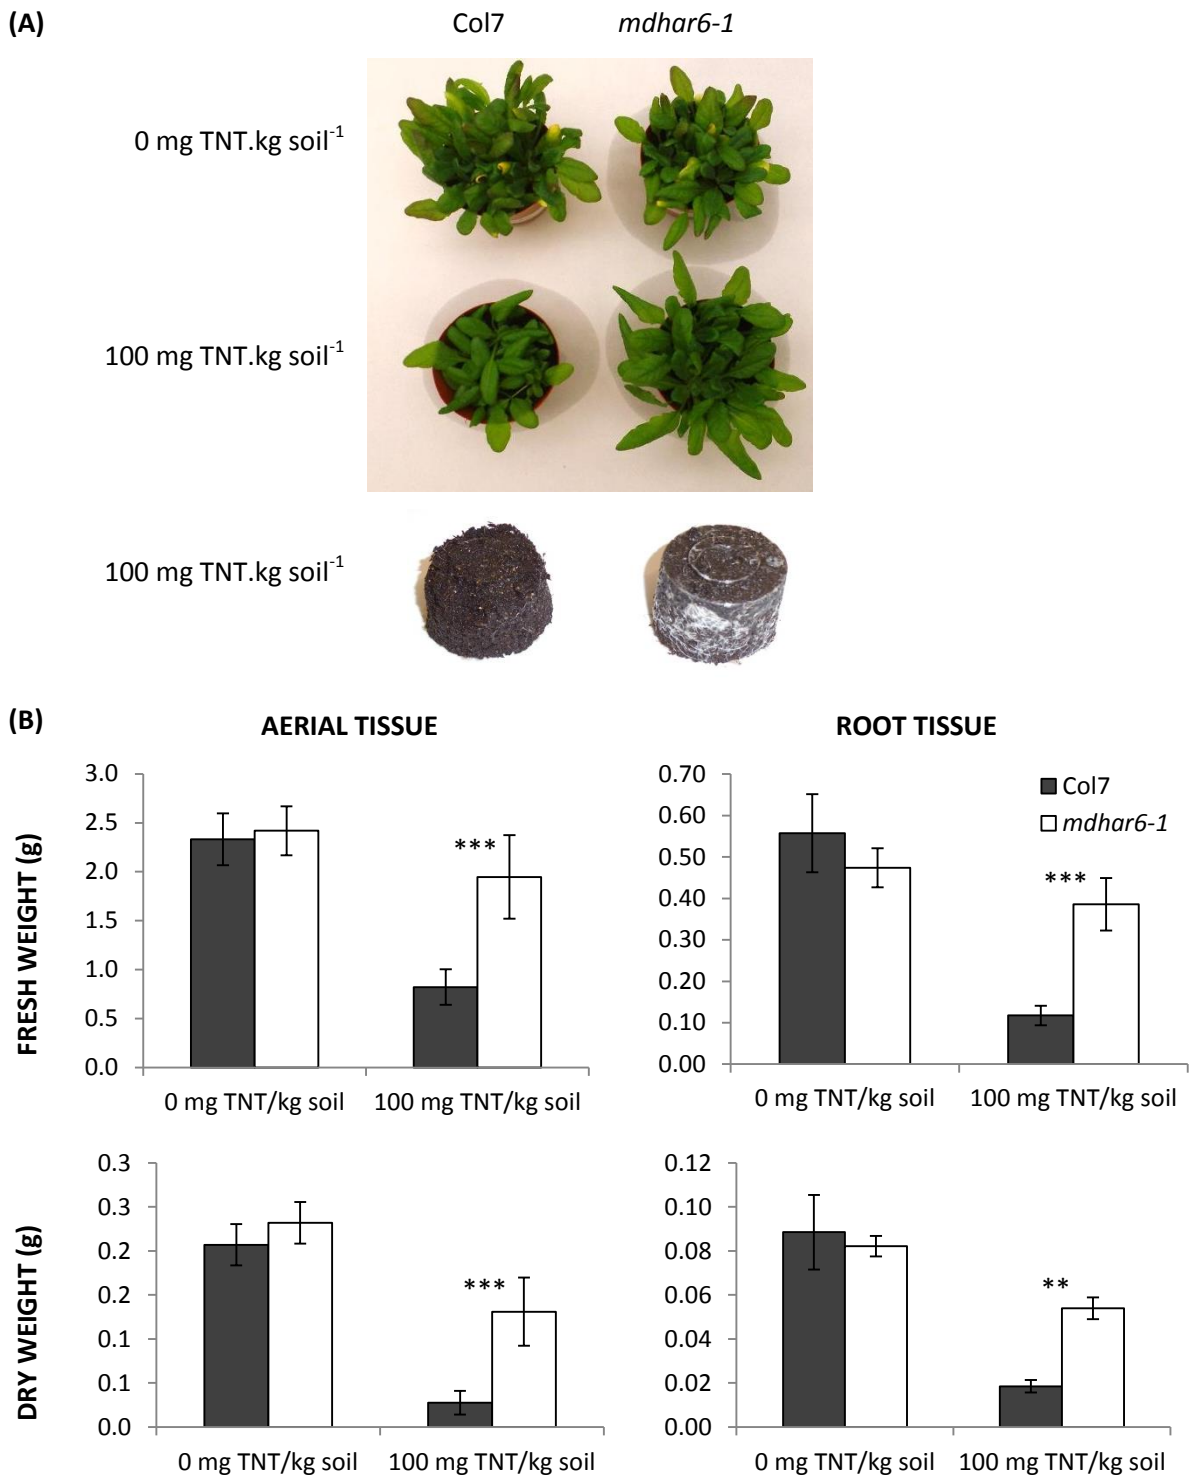 (A)
Col7 mdhar6-1
0 mg TNT.kg soil⁻¹
100 mg TNT.kg soil⁻¹
100 mg TNT.kg soil⁻¹
(B)
AERIAL TISSUE ROOT TISSUE
FRESH WEIGHT (g)
3.0
2.5
2.0
1.5
1.0
0.5
0.0
***
0 mg TNT/kg soil 100 mg TNT/kg soil
0.70
0.60
0.50
0.40
0.30
0.20
0.10
0.00
Col7
mdhar6-1
***
0 mg TNT/kg soil 100 mg TNT/kg soil
DRY WEIGHT (g)
0.3
0.3
0.2
0.2
0.1
0.1
0.0
***
0 mg TNT/kg soil 100 mg TNT/kg soil
0.12
0.10
0.08
0.06
0.04
0.02
0.00
**
0 mg TNT/kg soil 100 mg TNT/kg soil